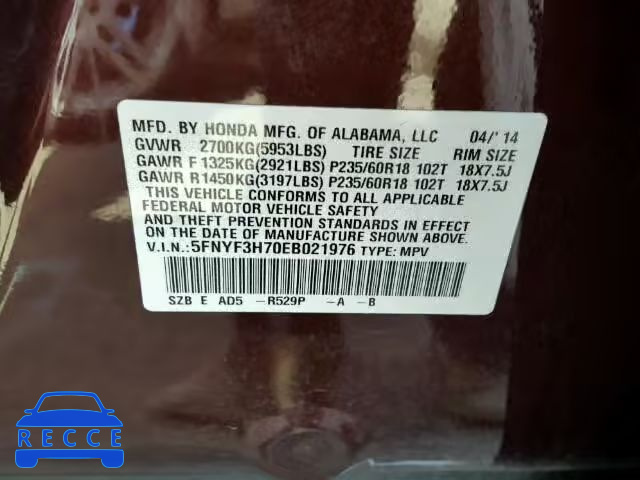 MFD. BY HONDA MFG. OF ALABAMA, LLC 04/'14
GVWR 2700KG(5953LBS) TIRE SIZE RIM SIZE
GAWR F 1325KG(2921LBS) P235/60R18 102T 18X7.5J
GAWR R 1450KG(3197LBS) P235/60R18 102T 18X7.5J
THIS VEHICLE CONFORMS TO ALL APPLICABLE
FEDERAL MOTOR VEHICLE SAFETY
AND THEFT PREVENTION STANDARDS IN EFFECT
ON THE DATE OF MANUFACTURE SHOWN ABOVE.
V.I.N.:5FNYF3H70EB021976 TYPE: MPV
SZB E AD5 -R529P -A -B
RECCE